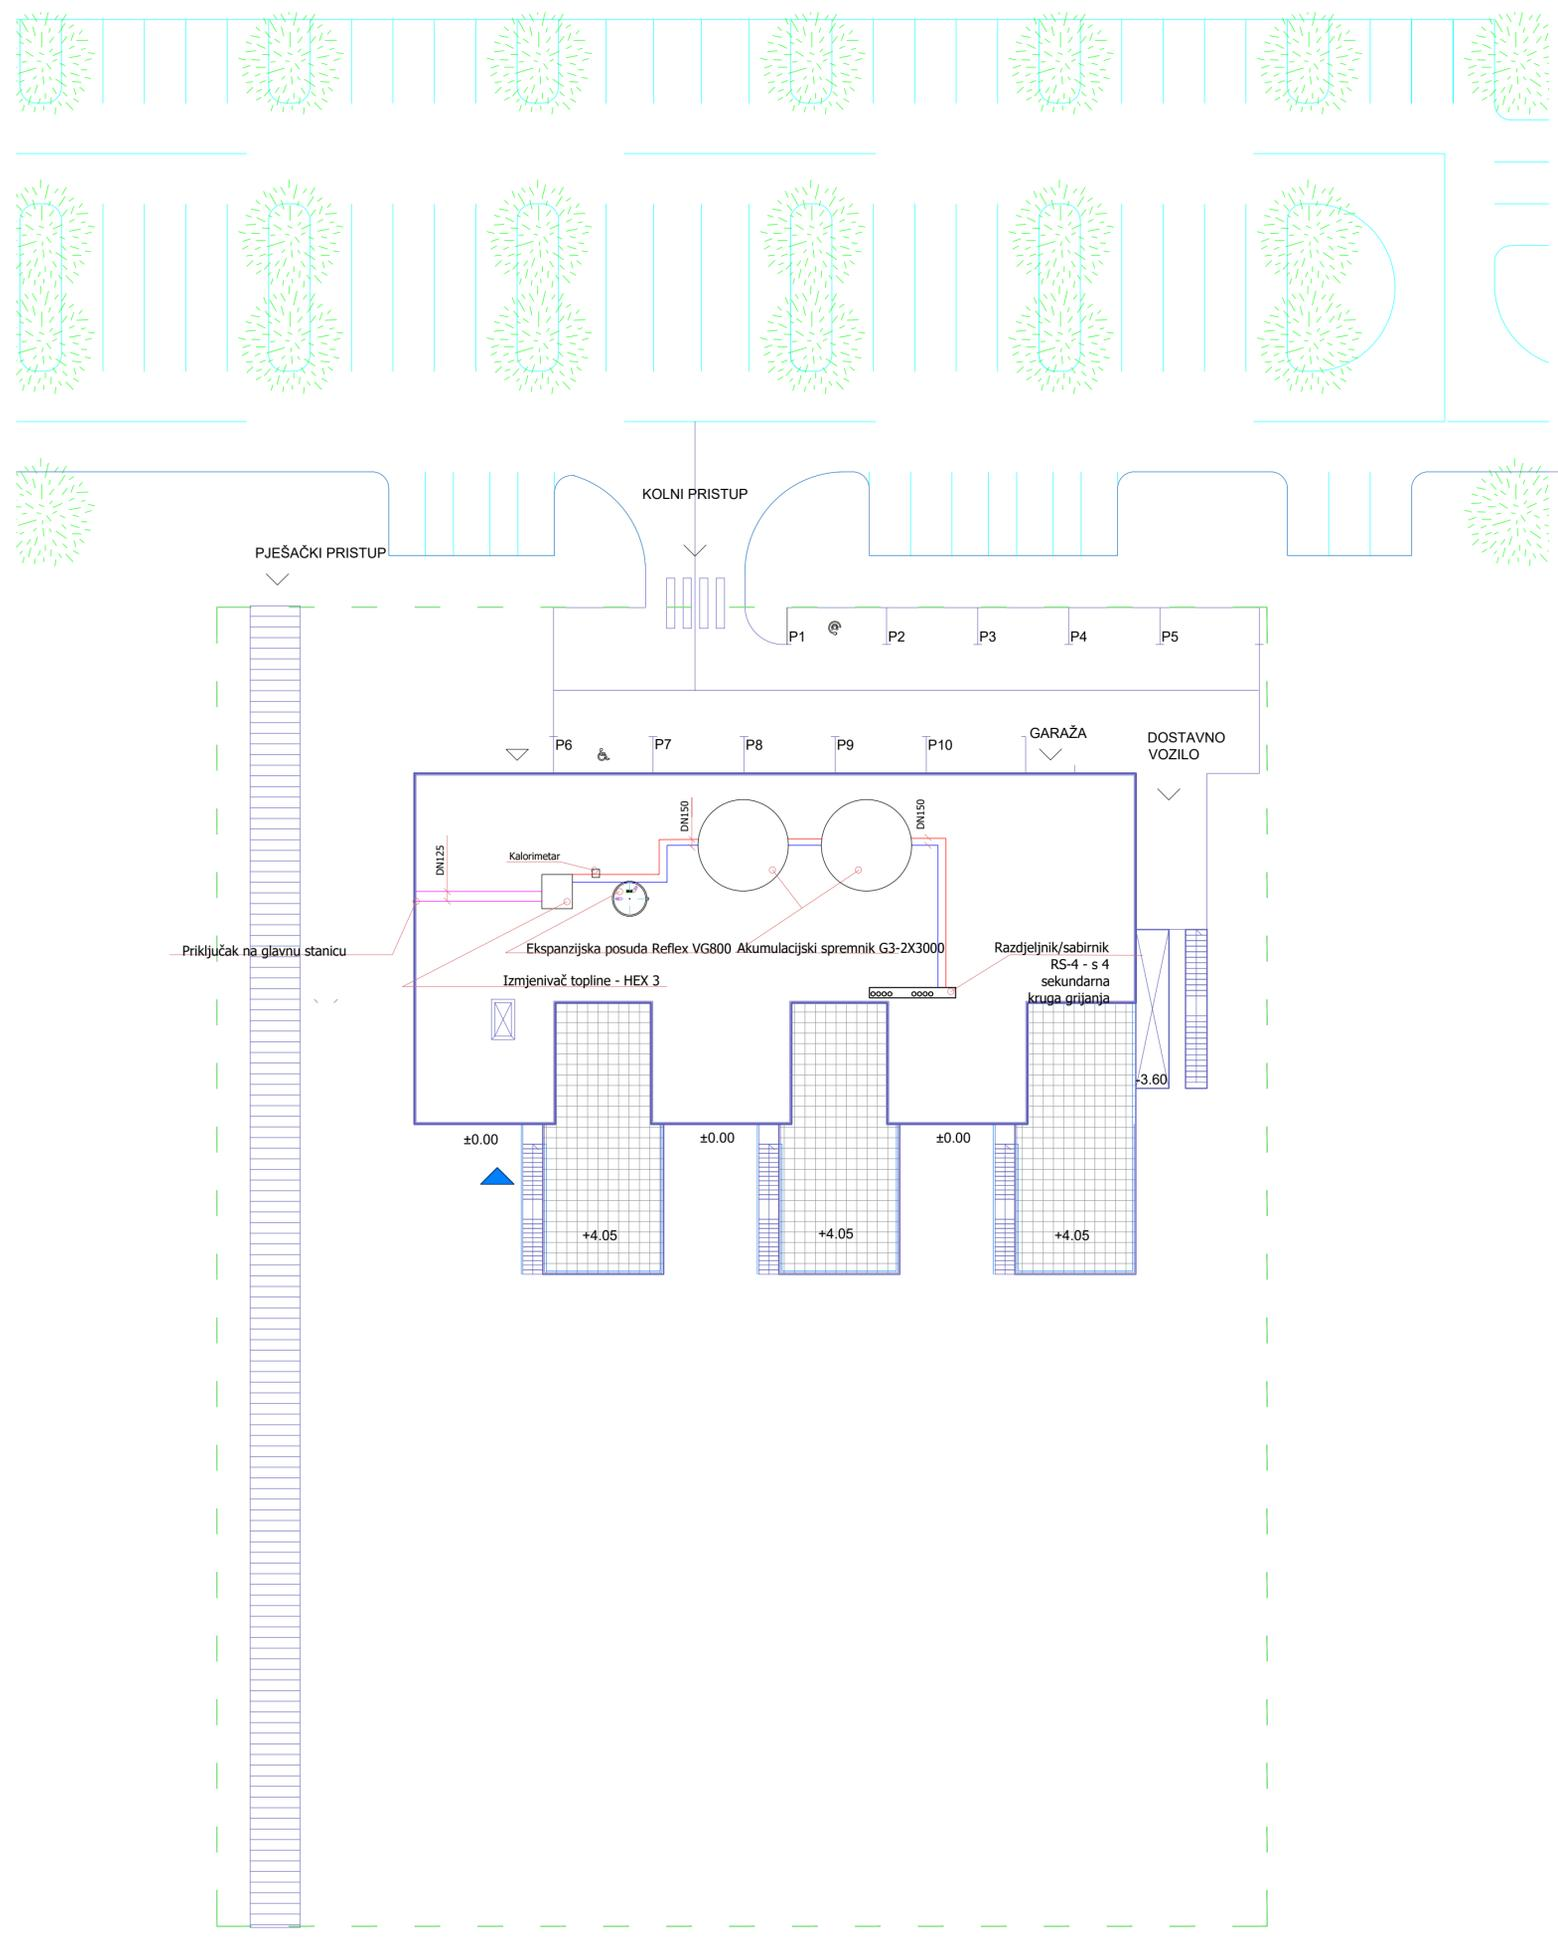 KOLNI PRISTUP
PJEŠAČKI PRISTUP
P1
P2
P3
P4
P5
P6
P7
P8
P9
P10
GARAŽA
DOSTAVNO
VOZILO
DN150
DN150
DN125
Kalorimetar
Priključak na glavnu stanicu
Ekspanzijska posuda Reflex VG800
Akumulacijski spremnik G3-2X3000
Razdjeljnik/sabirnik
RS-4 - s 4
sekundarna
kruga grijanja
Izmjenivač topline - HEX 3
-3.60
±0.00
±0.00
±0.00
+4.05
+4.05
+4.05